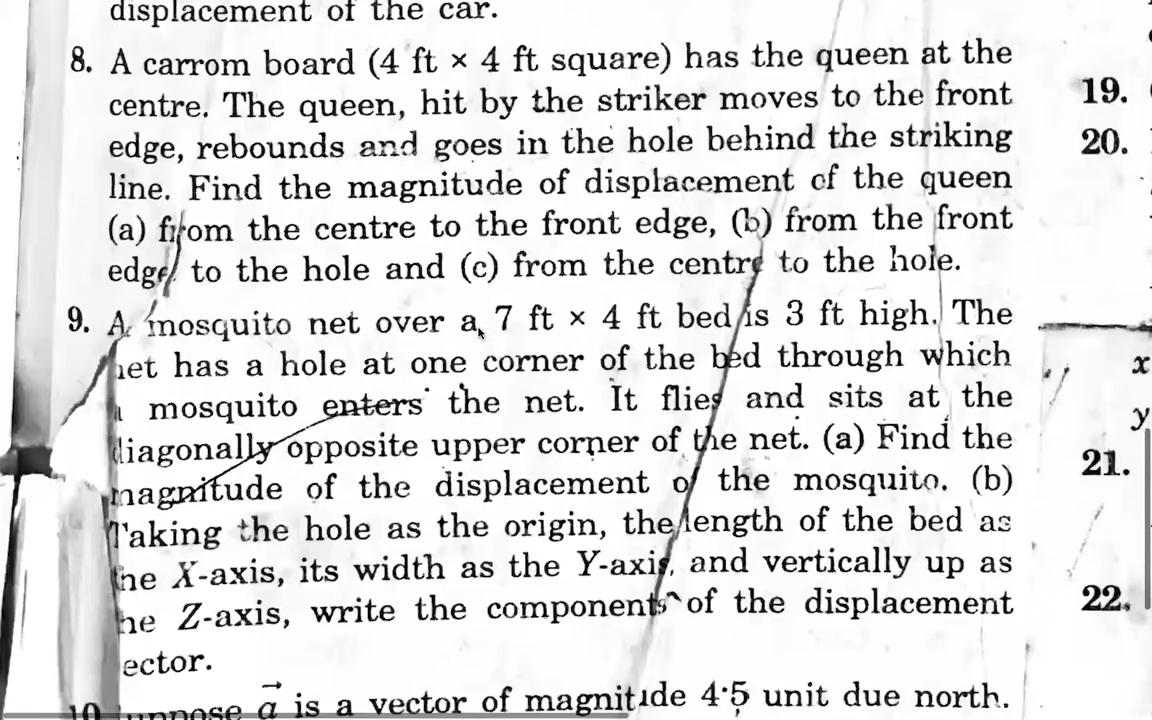 displacement of the car.
8. A carrom board (4 ft × 4 ft square) has the queen at the
centre. The queen, hit by the striker moves to the front
edge, rebounds and goes in the hole behind the striking
line. Find the magnitude of displacement of the queen
(a) from the centre to the front edge, (b) from the front
edge to the hole and (c) from the centre to the hole.
9. A mosquito net over a 7 ft × 4 ft bed is 3 ft high. The
net has a hole at one corner of the bed through which
a mosquito enters the net. It flies and sits at the
diagonally opposite upper corner of the net. (a) Find the
magnitude of the displacement of the mosquito. (b)
Taking the hole as the origin, the length of the bed as
the X-axis, its width as the Y-axis, and vertically up as
the Z-axis, write the components of the displacement
vector.
10. Suppose a⃗ is a vector of magnitude 4·5 unit due north.
19.
20.
x
y
21.
22.